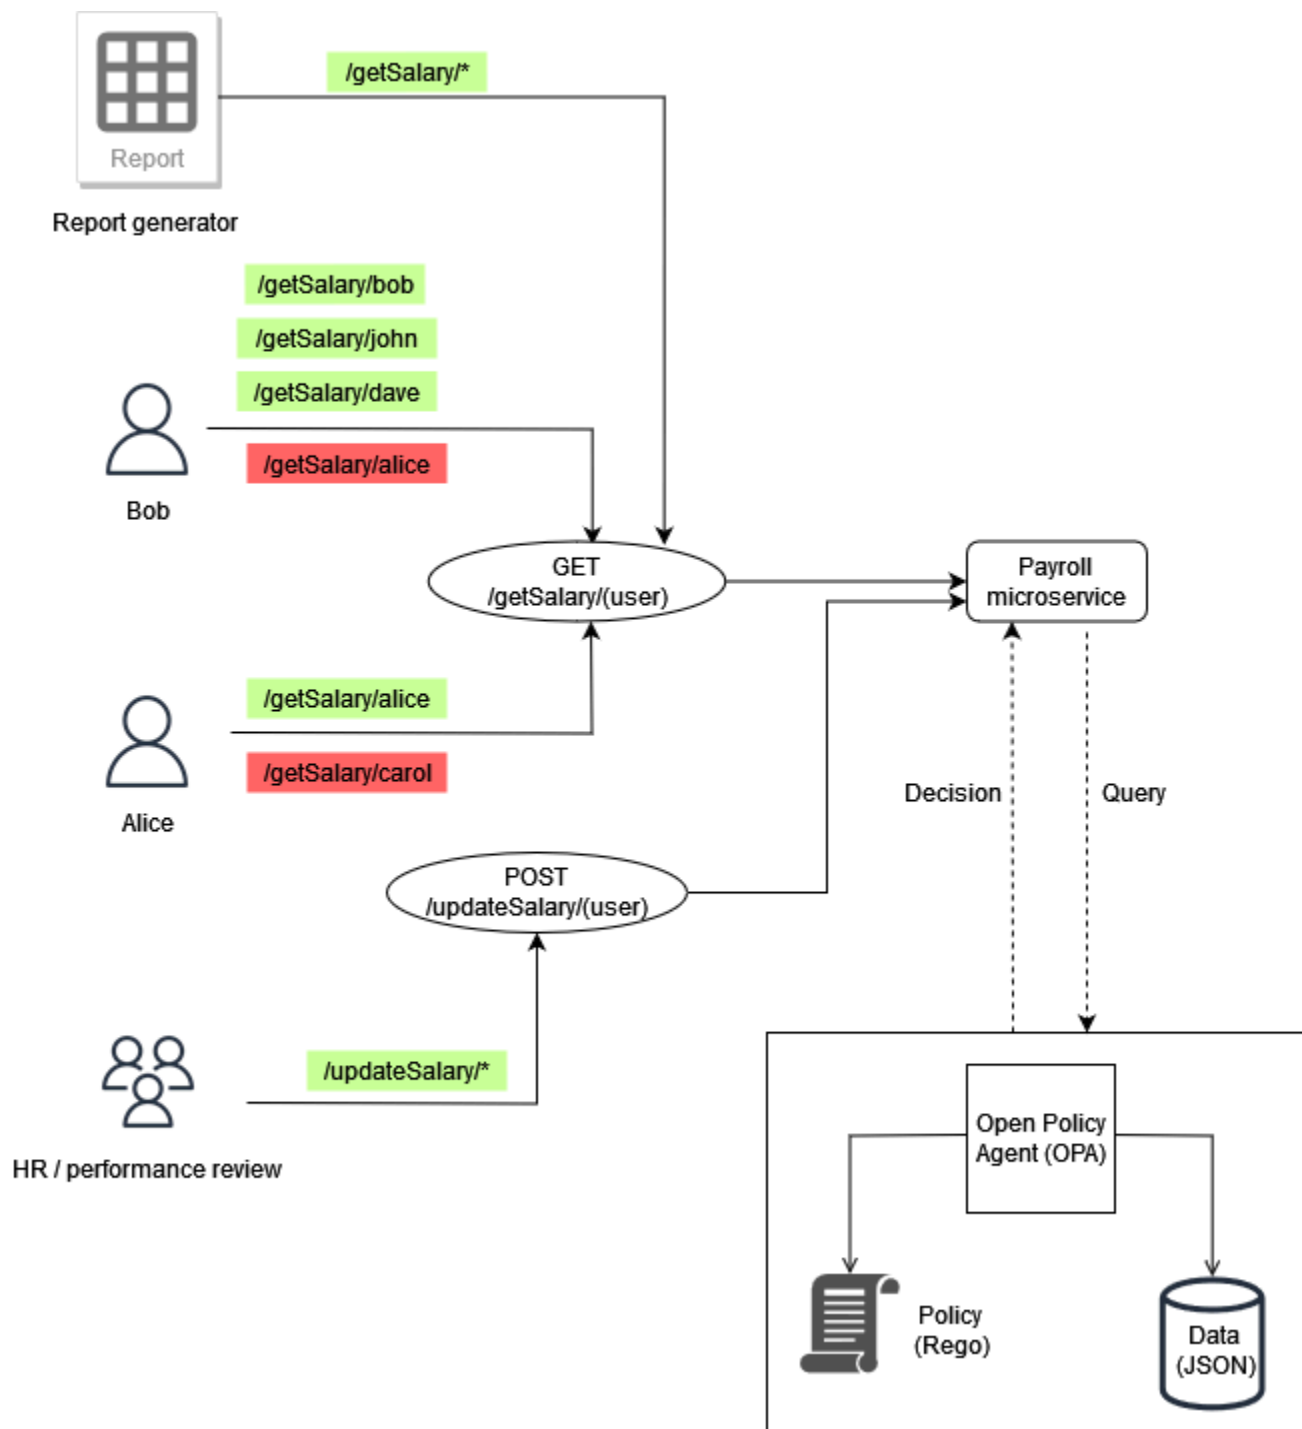 /getSalary/*
Report
Report generator
/getSalary/bob
/getSalary/john
/getSalary/dave
/getSalary/alice
Bob
GET
/getSalary/(user)
Payroll
microservice
/getSalary/alice
/getSalary/carol
Alice
Decision
Query
POST
/updateSalary/(user)
/updateSalary/*
HR / performance review
Open Policy
Agent (OPA)
Policy
(Rego)
Data
(JSON)